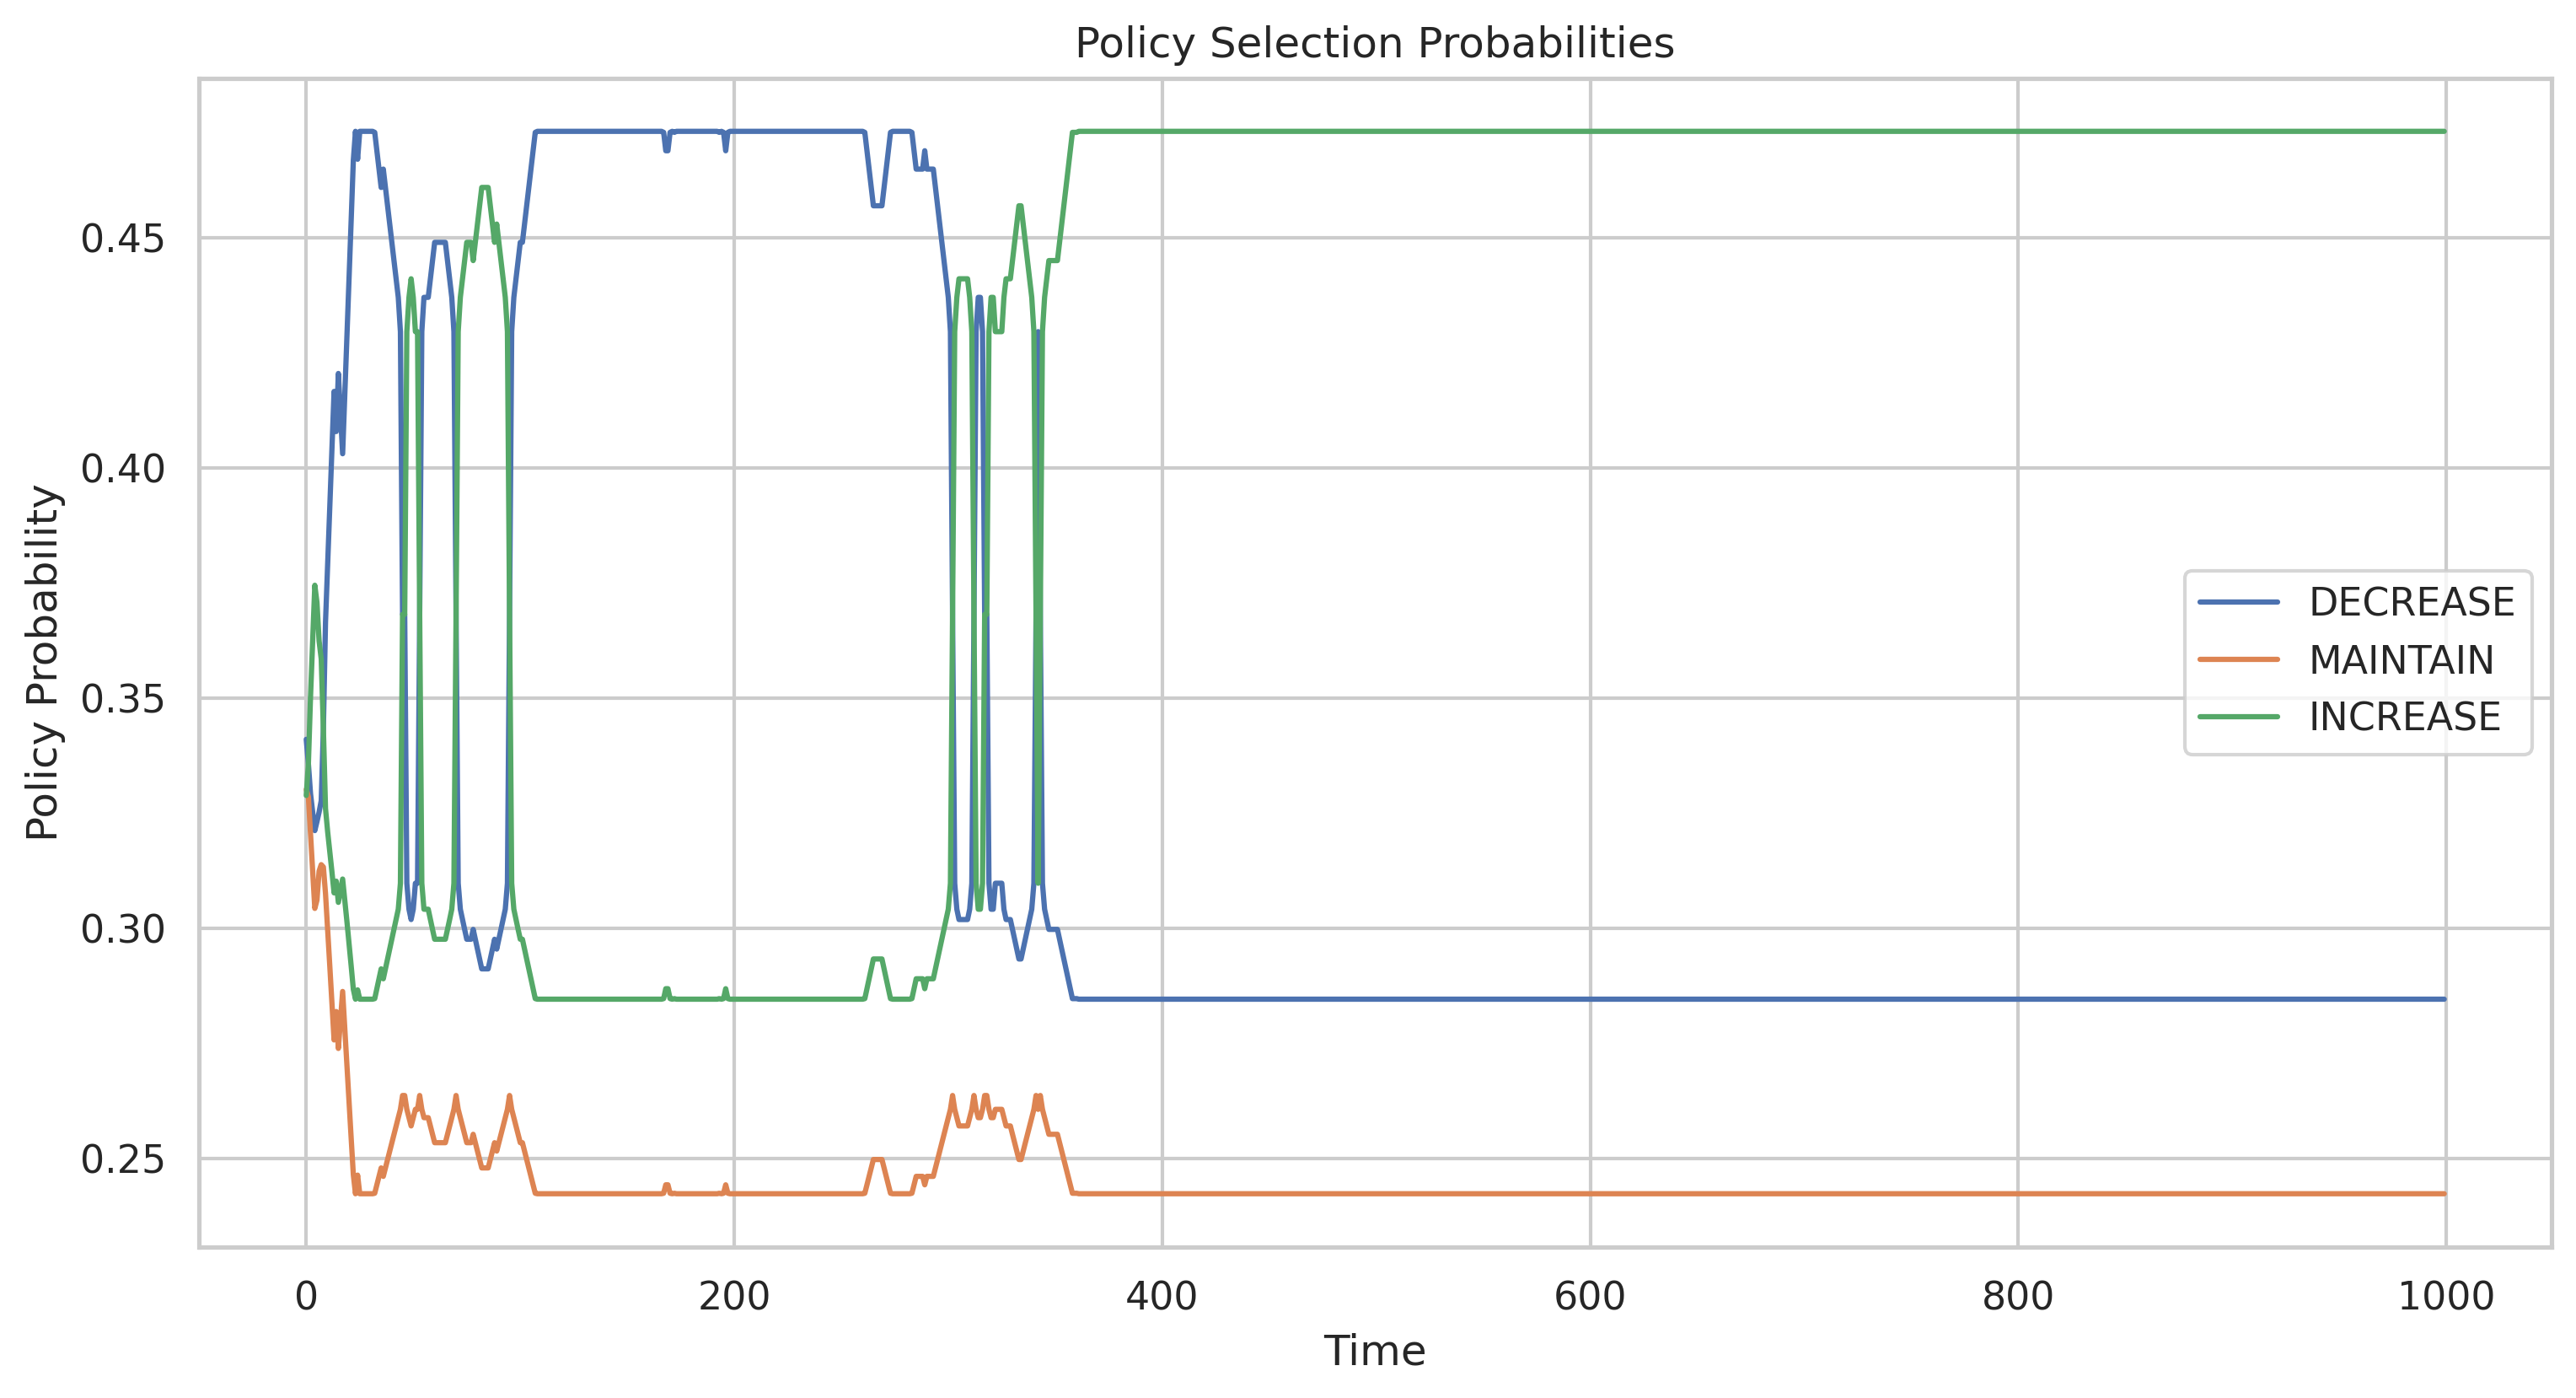 Policy Selection Probabilities
Policy Probability
0.45
0.40
0.35
0.30
0.25
DECREASE
MAINTAIN
INCREASE
0
200
400
600
800
1000
Time